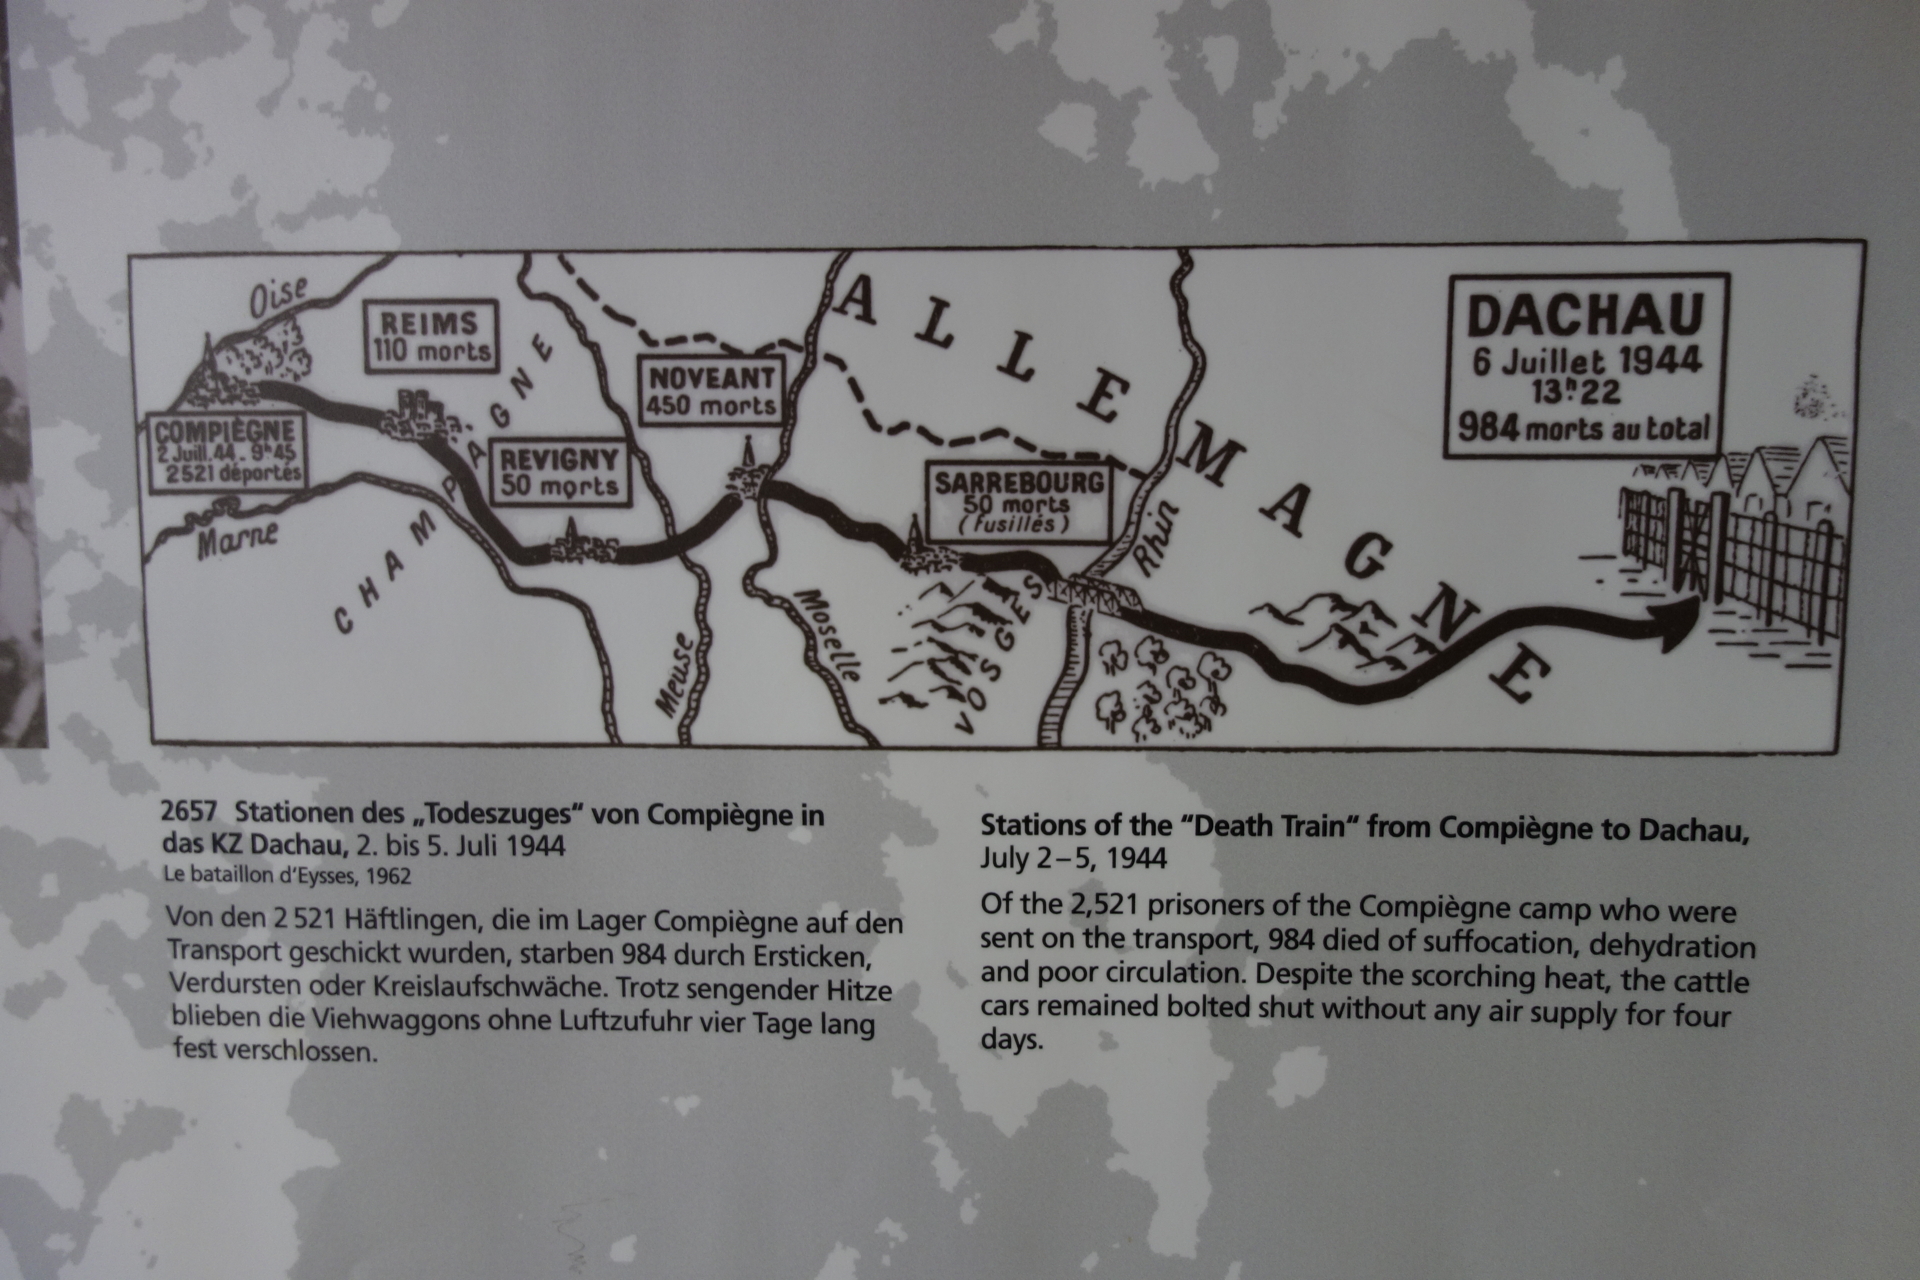 Oise
REIMS
110 morts
COMPIÈGNE
2 Juill. 44 - 9ʰ45
2521 déportés
Marne
CHAMPAGNE
REVIGNY
50 morts
NOVEANT
450 morts
Meuse
Moselle
ALLEMAGNE
SARREBOURG
50 morts
(fusillés)
VOSGES
Rhin
DACHAU
6 Juillet 1944
13ʰ22
984 morts au total
2657 Stationen des „Todeszuges“ von Compiègne in
das KZ Dachau, 2. bis 5. Juli 1944
Le bataillon d’Eysses, 1962
Von den 2 521 Häftlingen, die im Lager Compiègne auf den
Transport geschickt wurden, starben 984 durch Ersticken,
Verdursten oder Kreislaufschwäche. Trotz sengender Hitze
blieben die Viehwaggons ohne Luftzufuhr vier Tage lang
fest verschlossen.
Stations of the “Death Train“ from Compiègne to Dachau,
July 2–5, 1944
Of the 2,521 prisoners of the Compiègne camp who were
sent on the transport, 984 died of suffocation, dehydration
and poor circulation. Despite the scorching heat, the cattle
cars remained bolted shut without any air supply for four
days.